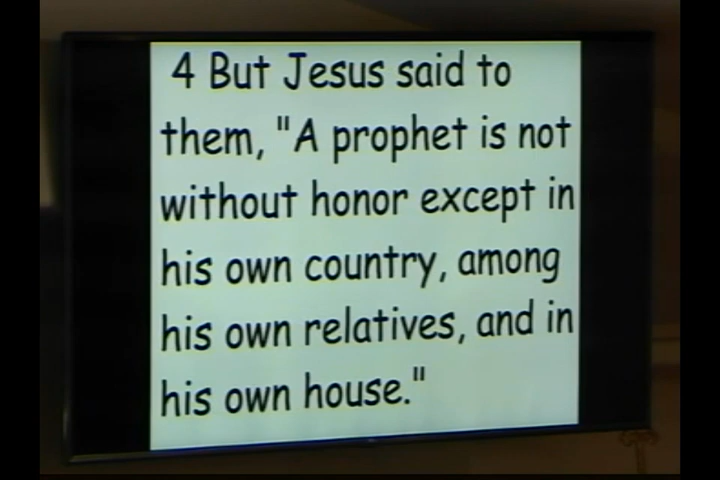 4 But Jesus said to
them, "A prophet is not
without honor except in
his own country, among
his own relatives, and in
his own house."